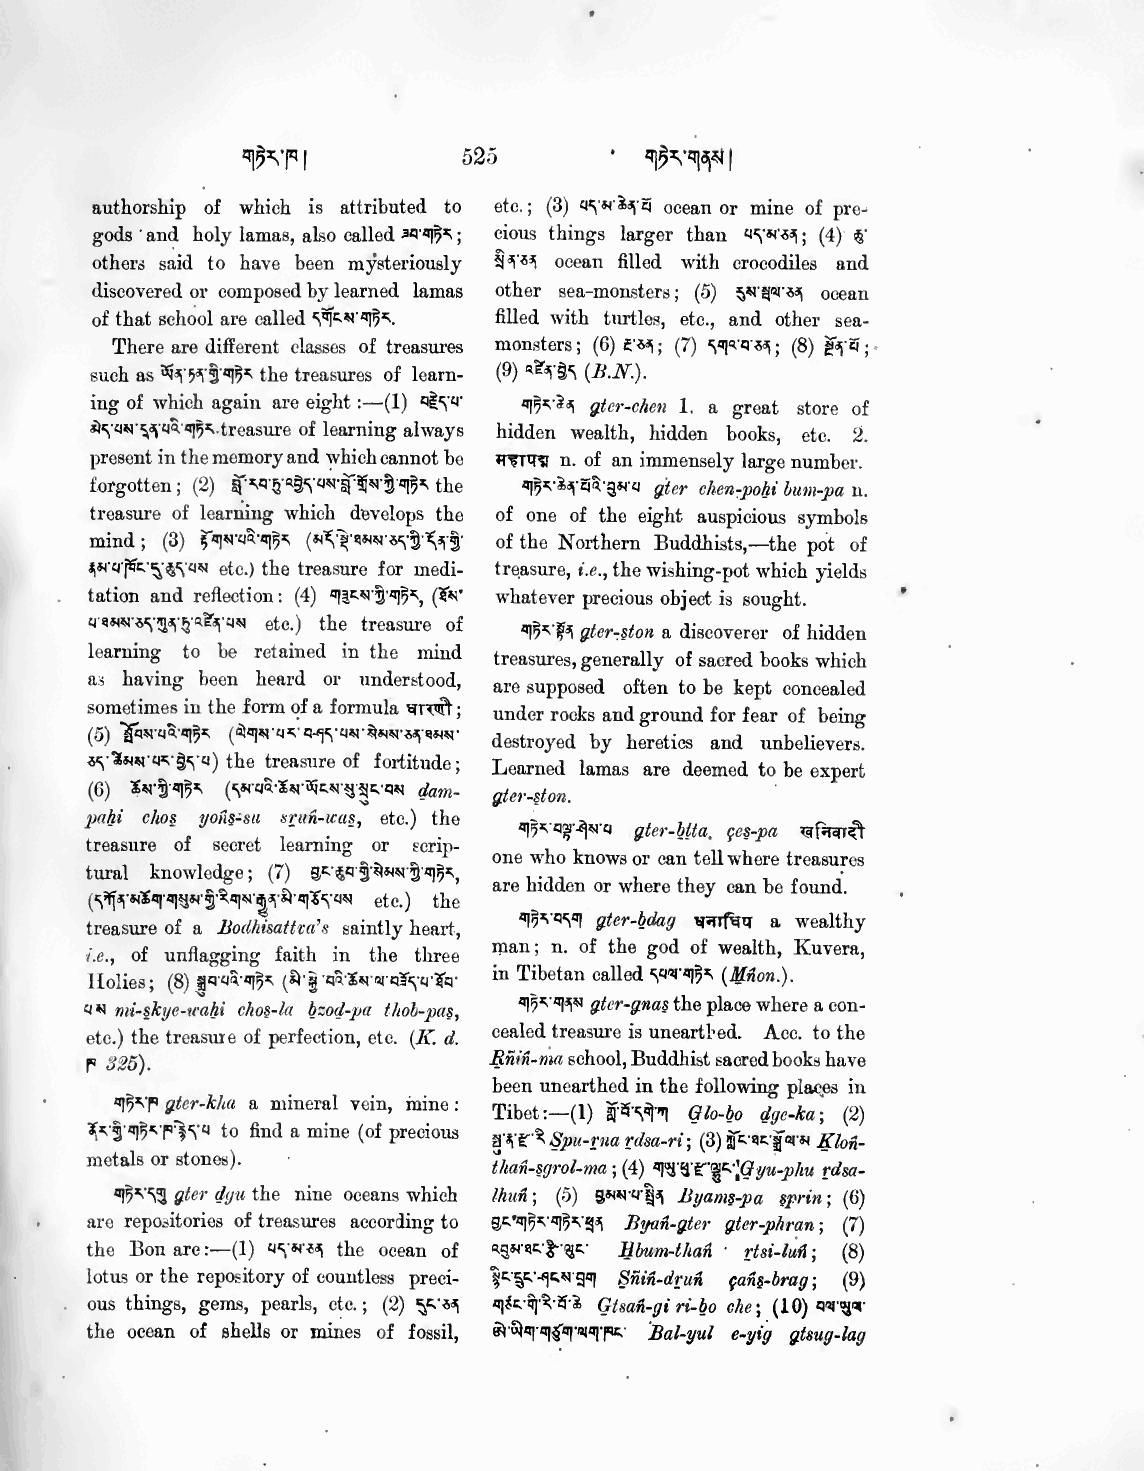 གཏེར་ཁ།
525
གཏེར་གནས།
authorship of which is attributed to
gods and holy lamas, also called ཟབ་གཏེར;
others said to have been mysteriously
discovered or composed by learned lamas
of that school are called དགོངས་གཏེར.
There are different classes of treasures
such as ཡོན་ཏན་གྱི་གཏེར the treasures of learn-
ing of which again are eight:—(1) བརྗེད་པ་
མེད་པས་དྲན་པའི་གཏེར treasure of learning always
present in the memory and which cannot be
forgotten; (2) བློ་རབ་ཏུ་འབྱེད་པས་བློ་གྲོས་ཀྱི་གཏེར the
treasure of learning which develops the
mind; (3) རྟོགས་པའི་གཏེར (མདོ་སྡེ་ཐམས་ཅད་ཀྱི་དོན་གྱི་
རྣམ་པ་ཁོང་དུ་ཆུད་པས etc.) the treasure for medi-
tation and reflection: (4) གཟུངས་ཀྱི་གཏེར, (ཐོས་
པ་ཐམས་ཅད་ཀུན་ཏུ་འཛིན་པས etc.) the treasure of
learning to be retained in the mind
as having been heard or understood,
sometimes in the form of a formula धारणी;
(5) སྤོབས་པའི་གཏེར (ལེགས་པར་བཤད་པས་སེམས་ཅན་ཐམས་
ཅད་ཚིམས་པར་བྱེད་པ) the treasure of fortitude;
(6) ཆོས་ཀྱི་གཏེར (དམ་པའི་ཆོས་ཡོངས་སུ་སྲུང་བས dam-
paḥi chos yoṅs-su sruṅ-was, etc.) the
treasure of secret learning or scrip-
tural knowledge; (7) བྱང་ཆུབ་ཀྱི་སེམས་ཀྱི་གཏེར,
(དཀོན་མཆོག་གསུམ་གྱི་རིགས་རྒྱུན་མི་གཅོད་པས etc.) the
treasure of a Bodhisattva's saintly heart,
i.e., of unflagging faith in the three
Holies; (8) སྒྲུབ་པའི་གཏེར (མི་སྐྱེ་བའི་ཆོས་ལ་བཟོད་པ་ཐོབ་
པས mi-skye-waḥi chos-la bzod-pa thob-pas,
etc.) the treasure of perfection, etc. (K. d.
ཁ 325).
གཏེར་ཁ gter-kha a mineral vein, mine:
ནོར་གྱི་གཏེར་ཁ་རྙེད་པ to find a mine (of precious
metals or stones).
གཏེར་དགུ gter dgu the nine oceans which
are repositories of treasures according to
the Bon are:—(1) པད་མ་ཅན the ocean of
lotus or the repository of countless preci-
ous things, gems, pearls, etc.; (2) དུང་ཅན
the ocean of shells or mines of fossil,
etc.; (3) པད་མ་ཆེན་པོ ocean or mine of pre-
cious things larger than པད་མ་ཅན; (4) ཆུ་
སྲིན་ཅན ocean filled with crocodiles and
other sea-monsters; (5) དུས་སྦལ་ཅན ocean
filled with turtles, etc., and other sea-
monsters; (6) ཛ་ཅན; (7) དགའ་བ་ཅན; (8) སྔོན་པོ;
(9) འཛིན་བྱེད (B.N.).
གཏེར་ཆེན gter-chen 1. a great store of
hidden wealth, hidden books, etc. 2.
महापद्म n. of an immensely large number.
གཏེར་ཆེན་པོའི་བུམ་པ gter chen-poḥi bum-pa n.
of one of the eight auspicious symbols
of the Northern Buddhists,—the pot of
treasure, i.e., the wishing-pot which yields
whatever precious object is sought.
གཏེར་སྟོན gter-ston a discoverer of hidden
treasures, generally of sacred books which
are supposed often to be kept concealed
under rocks and ground for fear of being
destroyed by heretics and unbelievers.
Learned lamas are deemed to be expert
gter-ston.
གཏེར་བལྟ་ཤེས་པ gter-blta çes-pa खनिवादी
one who knows or can tell where treasures
are hidden or where they can be found.
གཏེར་བདག gter-bdag धनाधिप a wealthy
man; n. of the god of wealth, Kuvera,
in Tibetan called དཔལ་གཏེར (Mṅon.).
གཏེར་གནས gter-gnas the place where a con-
cealed treasure is unearthed. Acc. to the
Rñiṅ-ma school, Buddhist sacred books have
been unearthed in the following places in
Tibet:—(1) གློ་བོ་དགེ་ཀ Glo-bo dge-ka; (2)
སྤུ་རྣ་རྫ་རི Spu-rna rdsa-ri; (3) ཀློང་ཐང་སྒྲོལ་མ Kloṅ-
thaṅ-sgrol-ma; (4) གཡུ་ཕུ་རྫ་ལྷུང་ Gyu-phu rdsa-
lhuṅ; (5) བྱམས་པ་སྤྲིན Byams-pa sprin; (6)
བྱང་གཏེར་གཏེར་ཕྲན Byaṅ-gter gter-phran; (7)
འབུམ་ཐང་རྩི་ལུང་ Ḥbum-thaṅ rtsi-luṅ; (8)
སྙིང་དྲུང་ཤངས་བྲག Sñiṅ-druṅ çaṅs-brag; (9)
གཙང་གི་རི་བོ་ཆེ Gtsaṅ-gi ri-bo che; (10) བལ་ཡུལ་
ཨེ་ཡིག་གཙུག་ལག་ཁང་ Bal-yul e-yig gtsug-lag